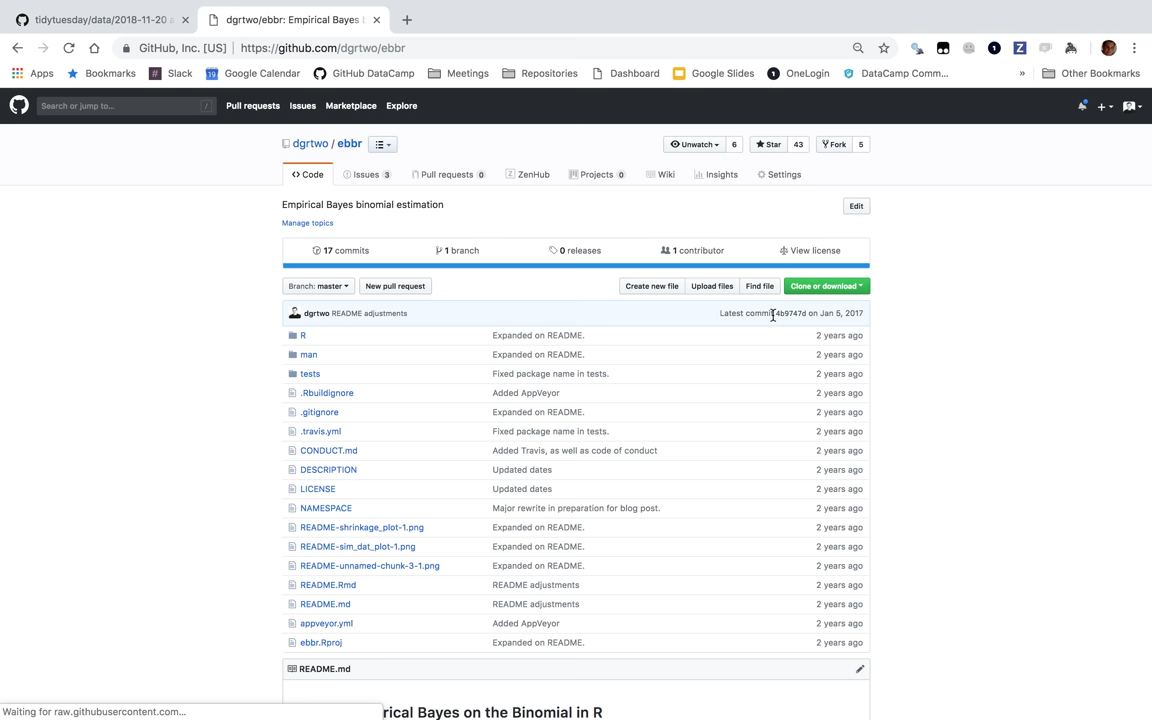 tidytuesday/data/2018-11-20 a
dgrtwo/ebbr: Empirical Bayes b
GitHub, Inc. [US] | https://github.com/dgrtwo/ebbr
Apps Bookmarks # Slack 19 Google Calendar GitHub DataCamp Meetings Repositories Dashboard Google Slides 1 OneLogin DataCamp Comm... » Other Bookmarks
Search or jump to... / Pull requests Issues Marketplace Explore
dgrtwo / ebbr Unwatch 6 Star 43 Fork 5
<> Code Issues 3 Pull requests 0 ZenHub Projects 0 Wiki Insights Settings
Empirical Bayes binomial estimation Edit
Manage topics
17 commits 1 branch 0 releases 1 contributor View license
Branch: master New pull request Create new file Upload files Find file Clone or download
dgrtwo README adjustments Latest commit 4b9747d on Jan 5, 2017
R Expanded on README. 2 years ago
man Expanded on README. 2 years ago
tests Fixed package name in tests. 2 years ago
.Rbuildignore Added AppVeyor 2 years ago
.gitignore Expanded on README. 2 years ago
.travis.yml Fixed package name in tests. 2 years ago
CONDUCT.md Added Travis, as well as code of conduct 2 years ago
DESCRIPTION Updated dates 2 years ago
LICENSE Updated dates 2 years ago
NAMESPACE Major rewrite in preparation for blog post. 2 years ago
README-shrinkage_plot-1.png Expanded on README. 2 years ago
README-sim_dat_plot-1.png Expanded on README. 2 years ago
README-unnamed-chunk-3-1.png Expanded on README. 2 years ago
README.Rmd README adjustments 2 years ago
README.md README adjustments 2 years ago
appveyor.yml Added AppVeyor 2 years ago
ebbr.Rproj Expanded on README. 2 years ago
README.md
rical Bayes on the Binomial in R
Waiting for raw.githubusercontent.com...